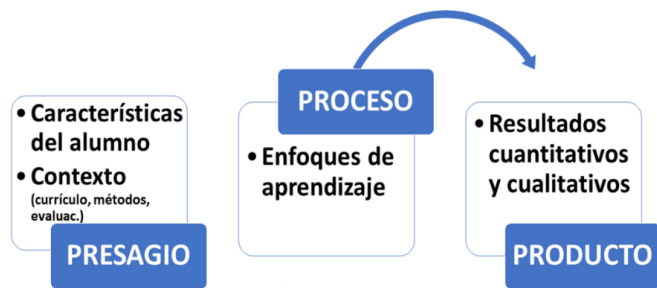 • Características
del alumno
• Contexto
(currículo, métodos,
evaluac.)
PRESAGIO
PROCESO
• Enfoques de
aprendizaje
• Resultados
cuantitativos
y cualitativos
PRODUCTO